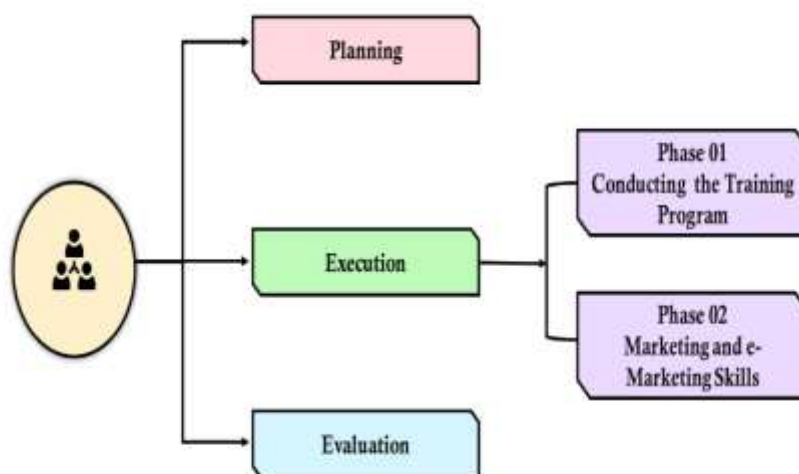 Planning
Execution
Phase 01
Conducting the Training
Program
Phase 02
Marketing and e-
Marketing Skills
Evaluation